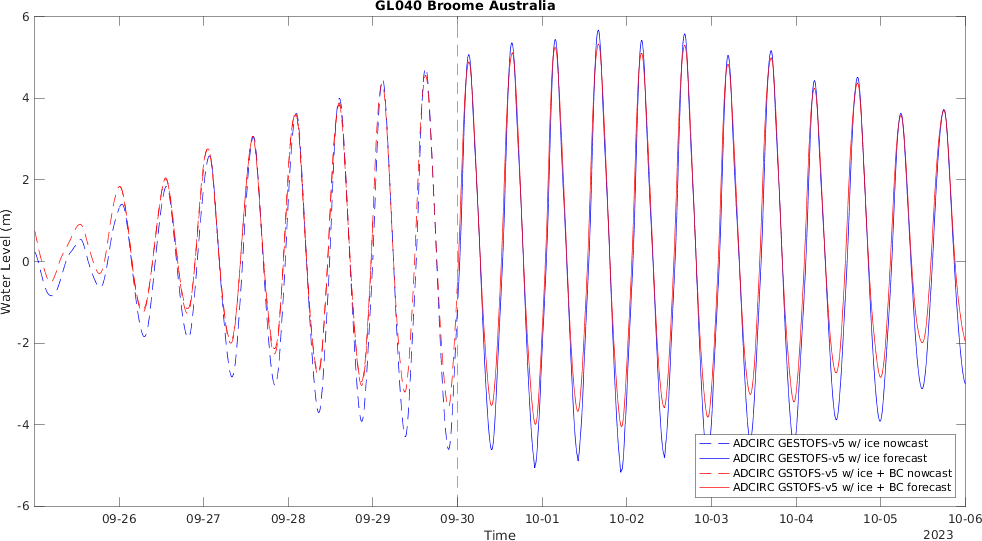 GL040 Broome Australia
6
4
2
0
-2
-4
-6
Water Level (m)
09-26
09-27
09-28
09-29
09-30
10-01
10-02
10-03
10-04
10-05
10-06
Time
2023
ADCIRC GESTOFS-v5 w/ ice nowcast
ADCIRC GESTOFS-v5 w/ ice forecast
ADCIRC GSTOFS-v5 w/ ice + BC nowcast
ADCIRC GSTOFS-v5 w/ ice + BC forecast